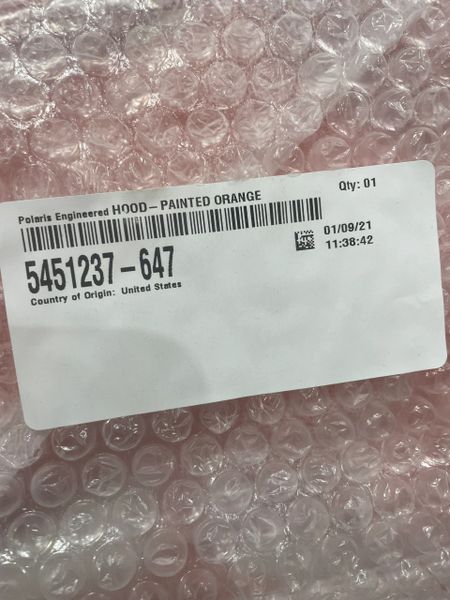 Polaris Engineered HOOD-PAINTED ORANGE
Qty: 01
01/09/21
11:38:42
5451237-647
Country of Origin: United States